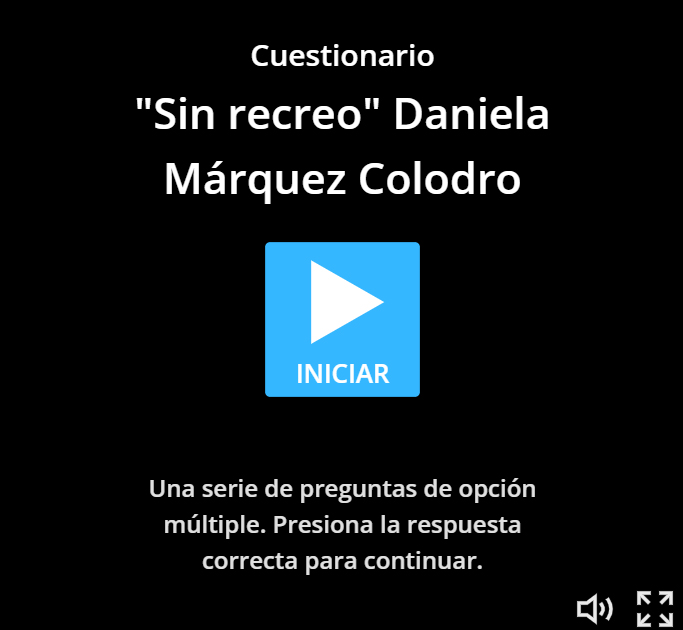 Cuestionario
"Sin recreo" Daniela
Márquez Colodro
INICIAR
Una serie de preguntas de opción
múltiple. Presiona la respuesta
correcta para continuar.